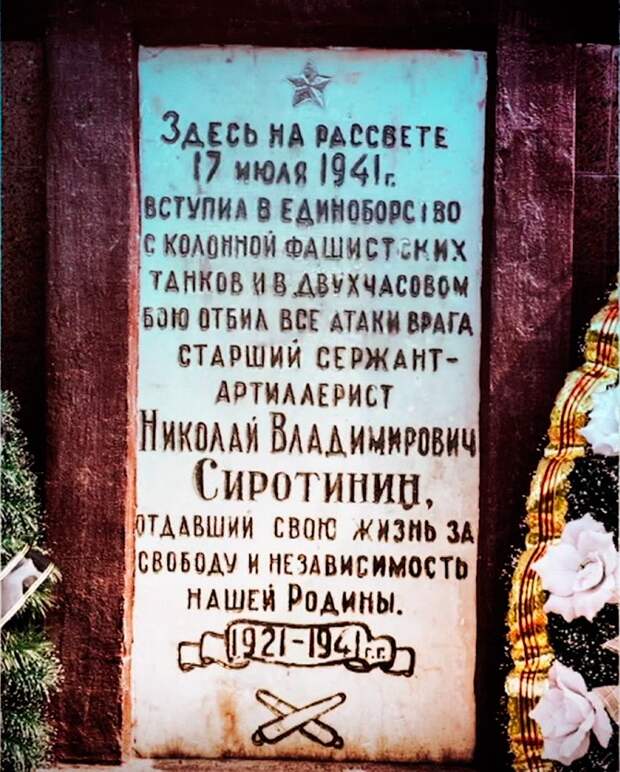 Здесь на рассвете
17 июля 1941г.
вступил в единоборство
с колонной фашистских
танков и в двухчасовом
бою отбил все атаки врага
старший сержант-
артиллерист
Николай Владимирович
Сиротинин,
отдавший свою жизнь за
свободу и независимость
нашей Родины.
1921-1941г.г.